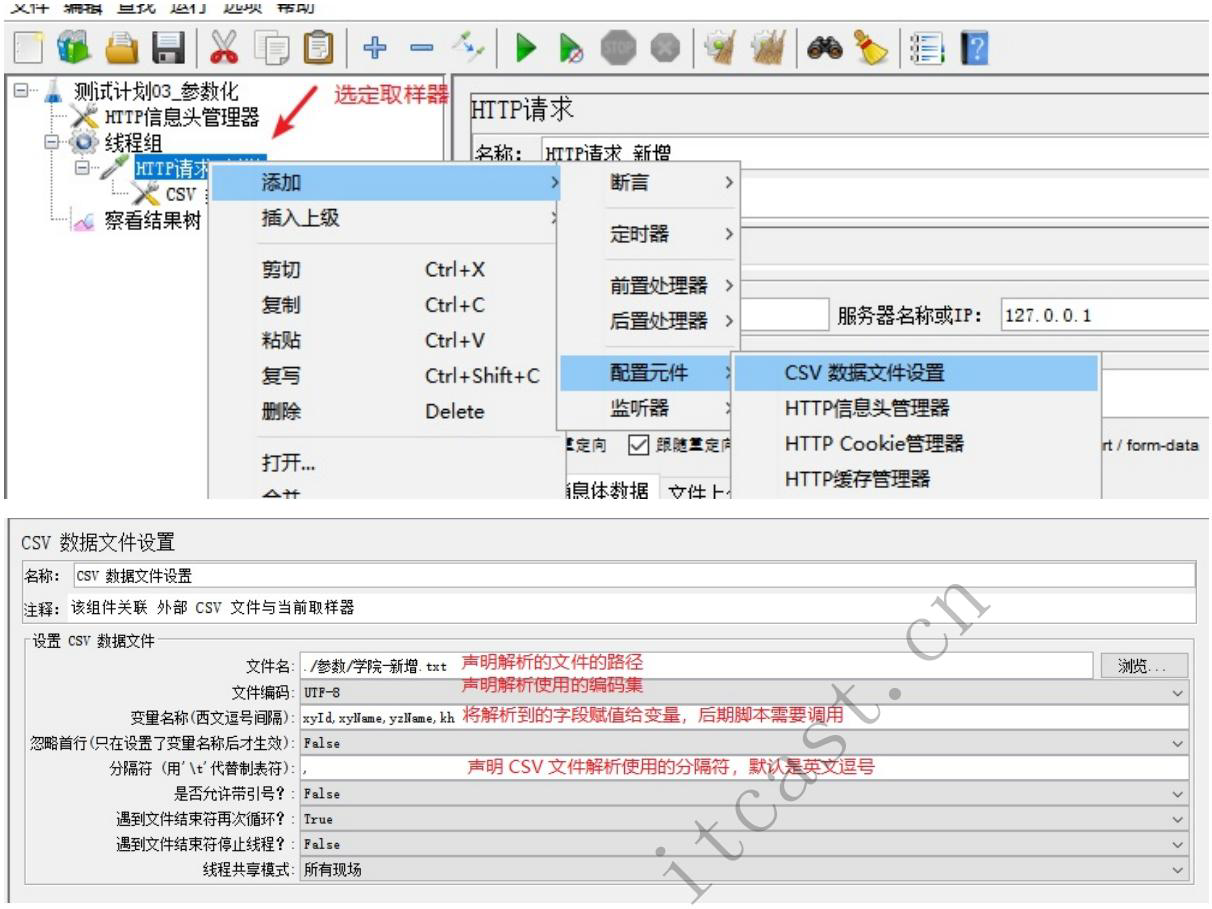 文件 编辑 查找 运行 选项 帮助
STOP
测试计划03_参数化
HTTP信息头管理器
线程组
HTTP请求
CSV
察看结果树
选定取样器
HTTP请求
名称： HTTP请求_新增
添加
插入上级
剪切 Ctrl+X
复制 Ctrl+C
粘贴 Ctrl+V
复写 Ctrl+Shift+C
删除 Delete
打开...
合并
断言
定时器
前置处理器
后置处理器
配置元件
监听器
服务器名称或IP： 127.0.0.1
CSV 数据文件设置
HTTP信息头管理器
HTTP Cookie管理器
HTTP缓存管理器
重定向 跟随重定向
rt / form-data
消息体数据 文件上
CSV 数据文件设置
名称： CSV 数据文件设置
注释： 该组件关联 外部 CSV 文件与当前取样器
设置 CSV 数据文件
文件名： ./参数/学院-新增.txt 声明解析的文件的路径 浏览...
文件编码： UTF-8 声明解析使用的编码集
变量名称(西文逗号间隔)： xyId,xyName,yzName,kh 将解析到的字段赋值给变量，后期脚本需要调用
忽略首行(只在设置了变量名称后才生效)： False
分隔符 (用'\t'代替制表符)： , 声明 CSV 文件解析使用的分隔符，默认是英文逗号
是否允许带引号？： False
遇到文件结束符再次循环？： True
遇到文件结束符停止线程？： False
线程共享模式： 所有现场
itcast.cn